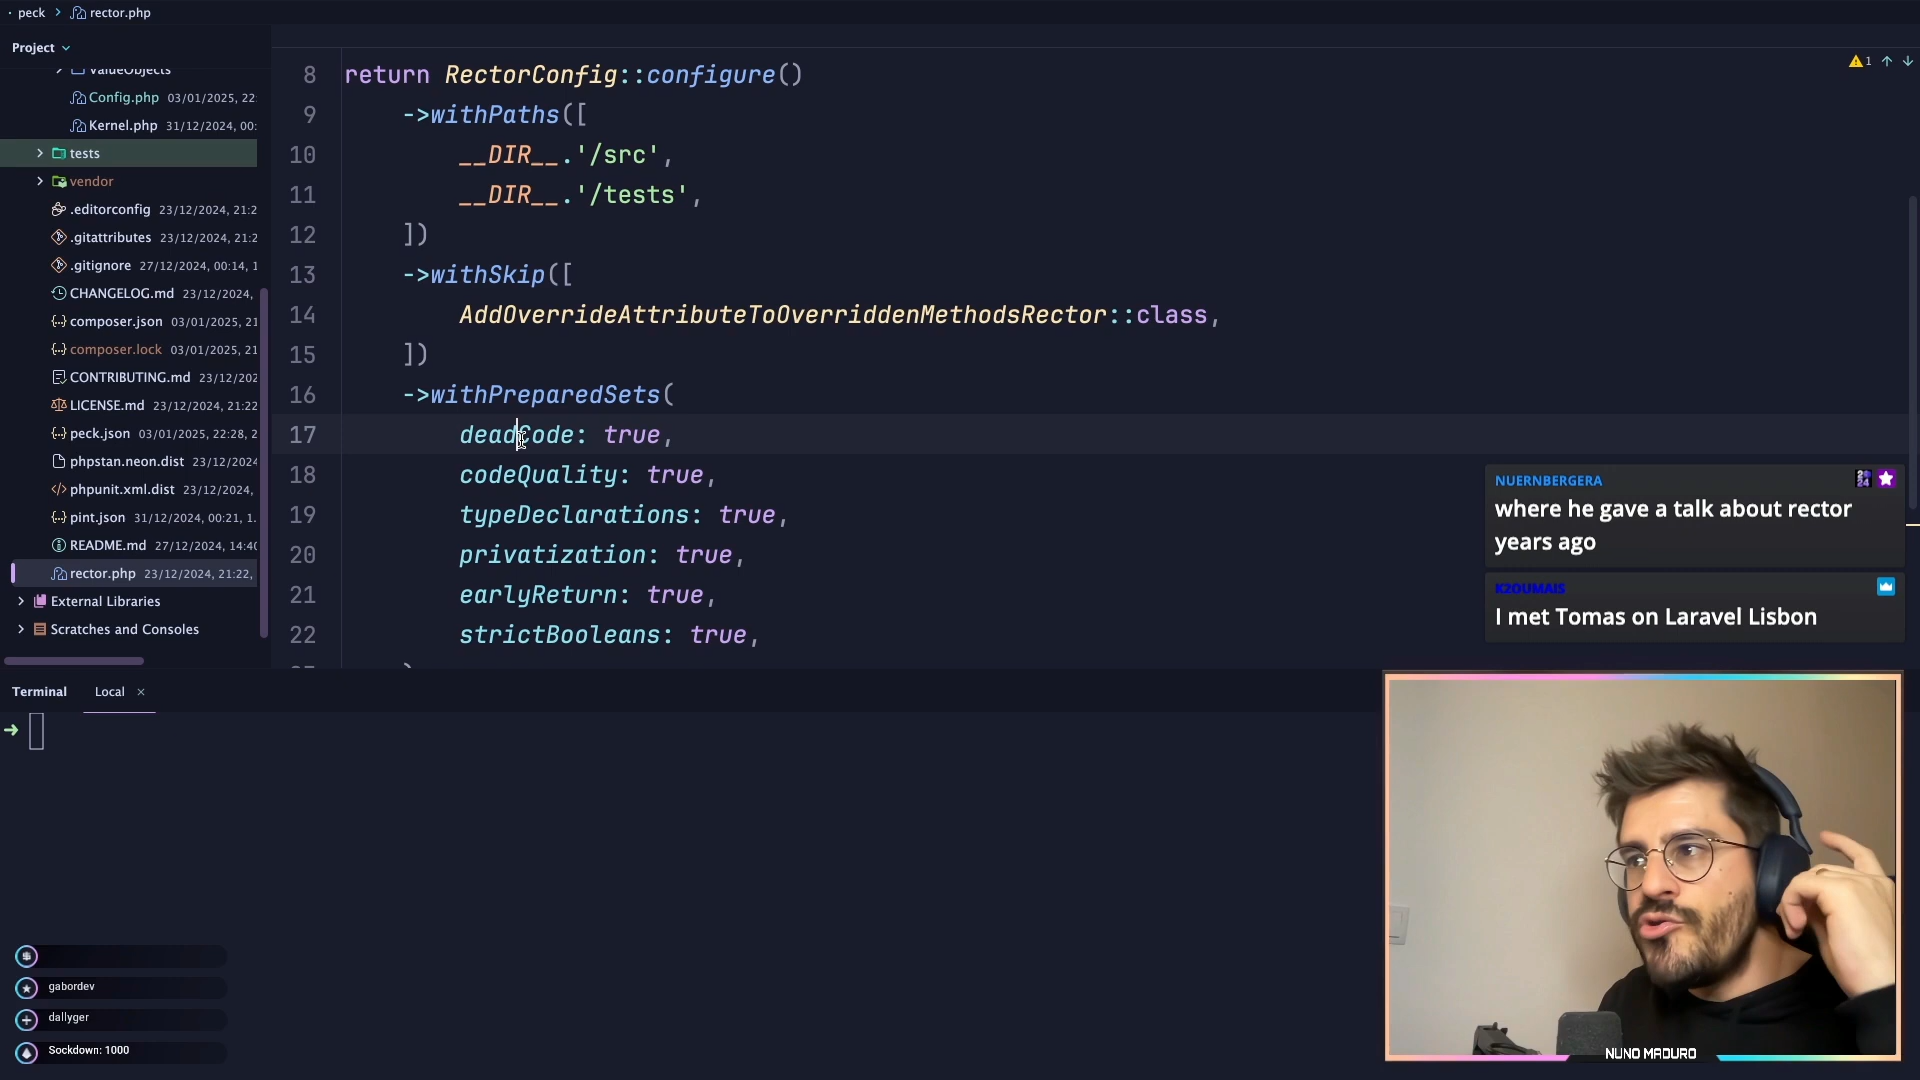 peck > rector.php
Project
ValueObjects
Config.php 03/01/2025, 22:
Kernel.php 31/12/2024, 00:
tests
vendor
.editorconfig 23/12/2024, 21:2
.gitattributes 23/12/2024, 21:2
.gitignore 27/12/2024, 00:14, 1
CHANGELOG.md 23/12/2024,
composer.json 03/01/2025, 21
composer.lock 03/01/2025, 21
CONTRIBUTING.md 23/12/202
LICENSE.md 23/12/2024, 21:22
peck.json 03/01/2025, 22:28, 2
phpstan.neon.dist 23/12/2024
phpunit.xml.dist 23/12/2024,
pint.json 31/12/2024, 00:21, 1.
README.md 27/12/2024, 14:40
rector.php 23/12/2024, 21:22,
External Libraries
Scratches and Consoles
8 return RectorConfig::configure()
9 ->withPaths([
10 __DIR__.'/src',
11 __DIR__.'/tests',
12 ])
13 ->withSkip([
14 AddOverrideAttributeToOverriddenMethodsRector::class,
15 ])
16 ->withPreparedSets(
17 deadCode: true,
18 codeQuality: true,
19 typeDeclarations: true,
20 privatization: true,
21 earlyReturn: true,
22 strictBooleans: true,
1
NUERNBERGERA
where he gave a talk about rector
years ago
K2OUMAIS
I met Tomas on Laravel Lisbon
Terminal Local ×
gabordev
dallyger
Sockdown: 1000
NUNO MADURO